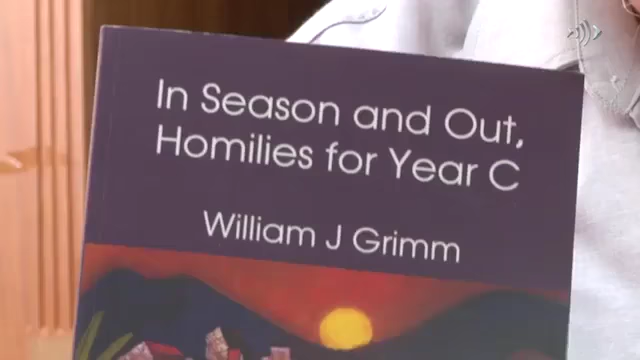 In Season and Out,
Homilies for Year C
William J Grimm